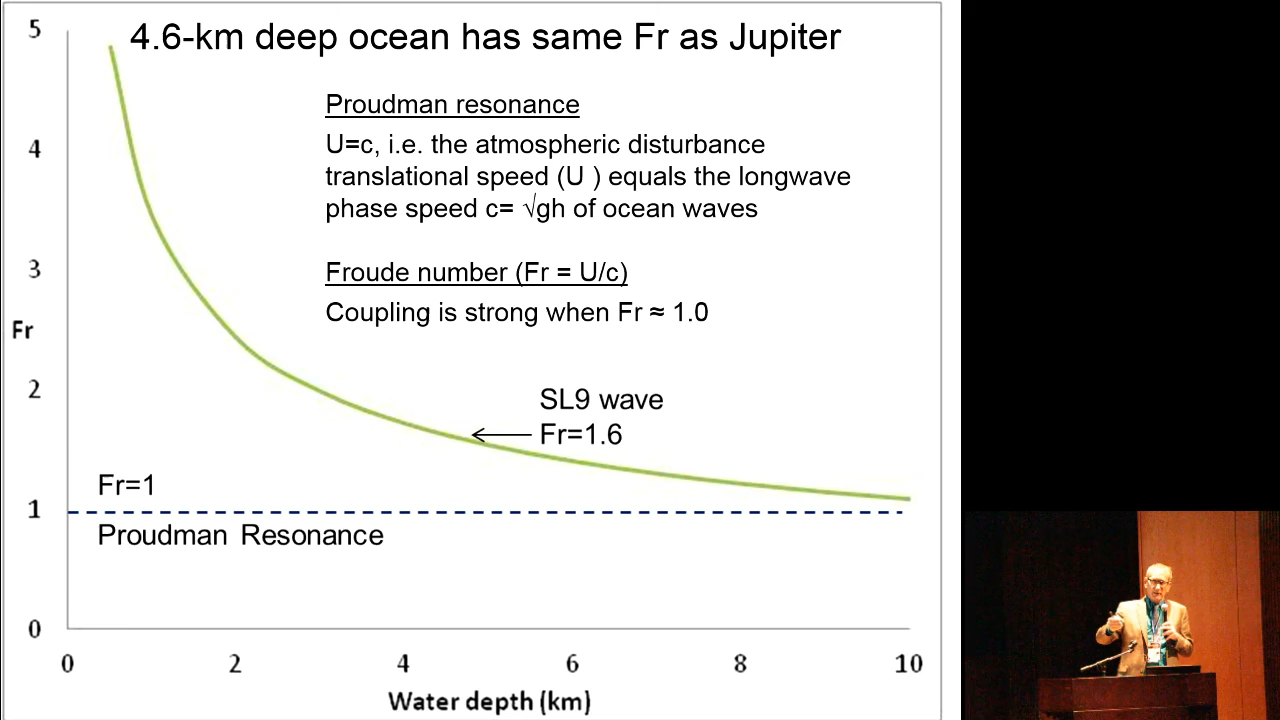 4.6-km deep ocean has same Fr as Jupiter
Proudman resonance
U=c, i.e. the atmospheric disturbance
translational speed (U ) equals the longwave
phase speed c= √gh of ocean waves
Froude number (Fr = U/c)
Coupling is strong when Fr ≈ 1.0
SL9 wave
Fr=1.6
Fr=1
Proudman Resonance
5
4
3
Fr
2
1
0
0 2 4 6 8 10
Water depth (km)